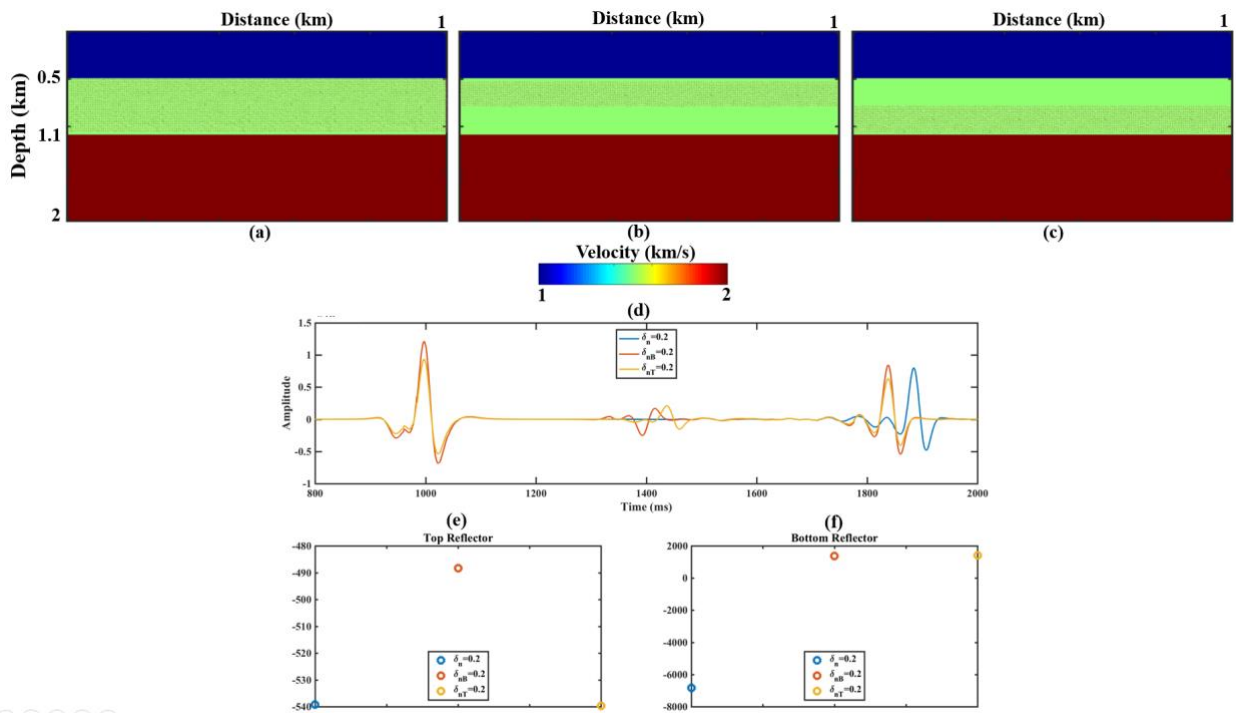 Distance (km) 1 Distance (km) 1 Distance (km) 1
0.5
Depth (km)
1.1
2
(a) (b) (c)
Velocity (km/s)
1 2
(d)
1.5
1
0.5
0
-0.5
-1
Amplitude
δn=0.2
δnB=0.2
δnT=0.2
800 1000 1200 1400 1600 1800 2000
Time (ms)
(e) (f)
Top Reflector
-480
-490
-500
-510
-520
-530
-540
δn=0.2
δnB=0.2
δnT=0.2
Bottom Reflector
2000
0
-2000
-4000
-6000
-8000
δn=0.2
δnB=0.2
δnT=0.2